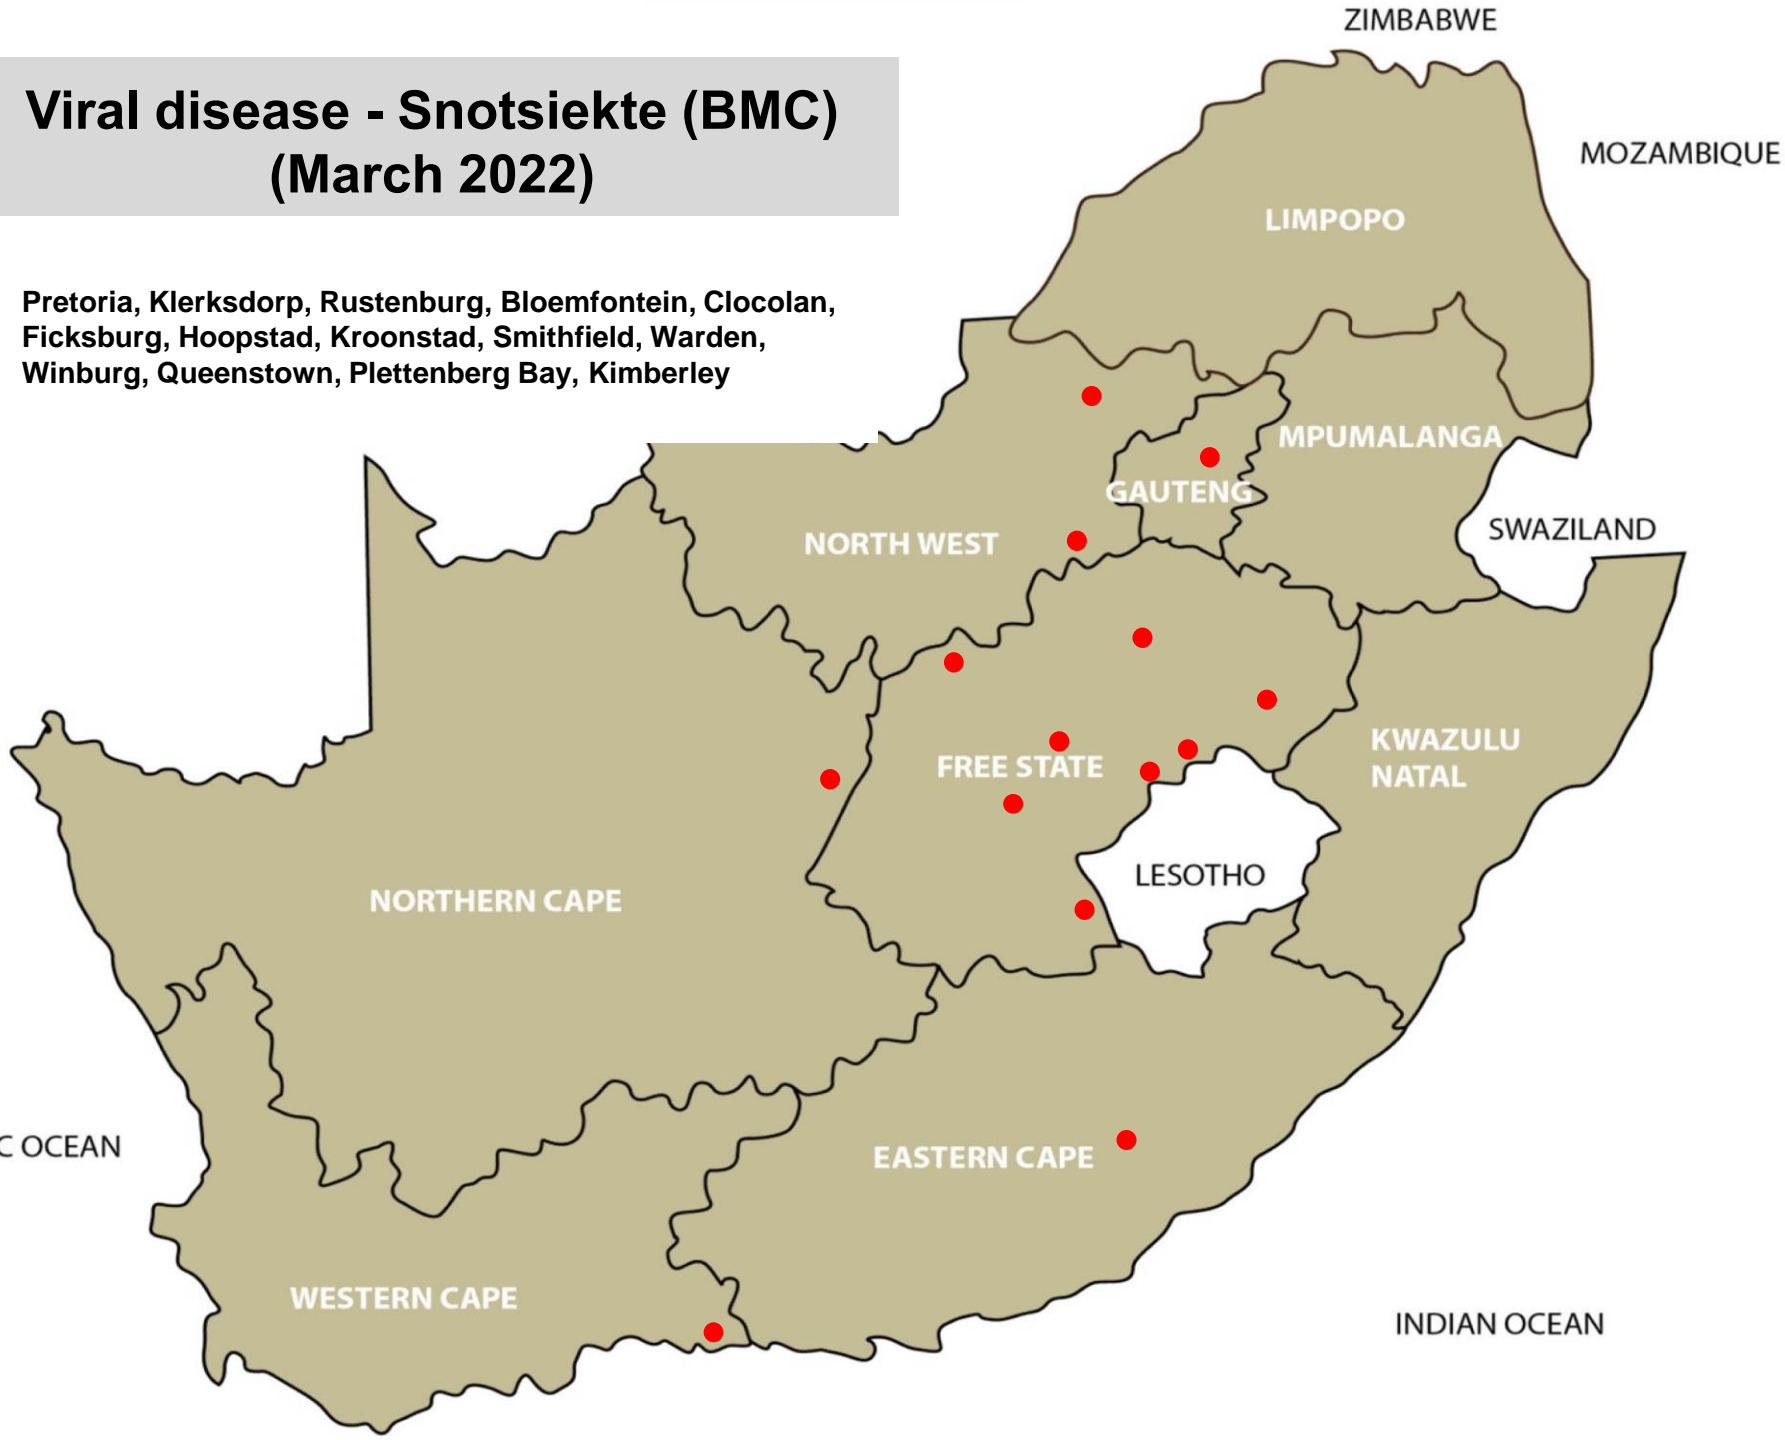 ZIMBABWE
Viral disease - Snotsiekte (BMC)
(March 2022)
MOZAMBIQUE
LIMPOPO
Pretoria, Klerksdorp, Rustenburg, Bloemfontein, Clocolan,
Ficksburg, Hoopstad, Kroonstad, Smithfield, Warden,
Winburg, Queenstown, Plettenberg Bay, Kimberley
MPUMALANGA
GAUTENG
SWAZILAND
NORTH WEST
KWAZULU
NATAL
FREE STATE
LESOTHO
NORTHERN CAPE
C OCEAN
EASTERN CAPE
WESTERN CAPE
INDIAN OCEAN